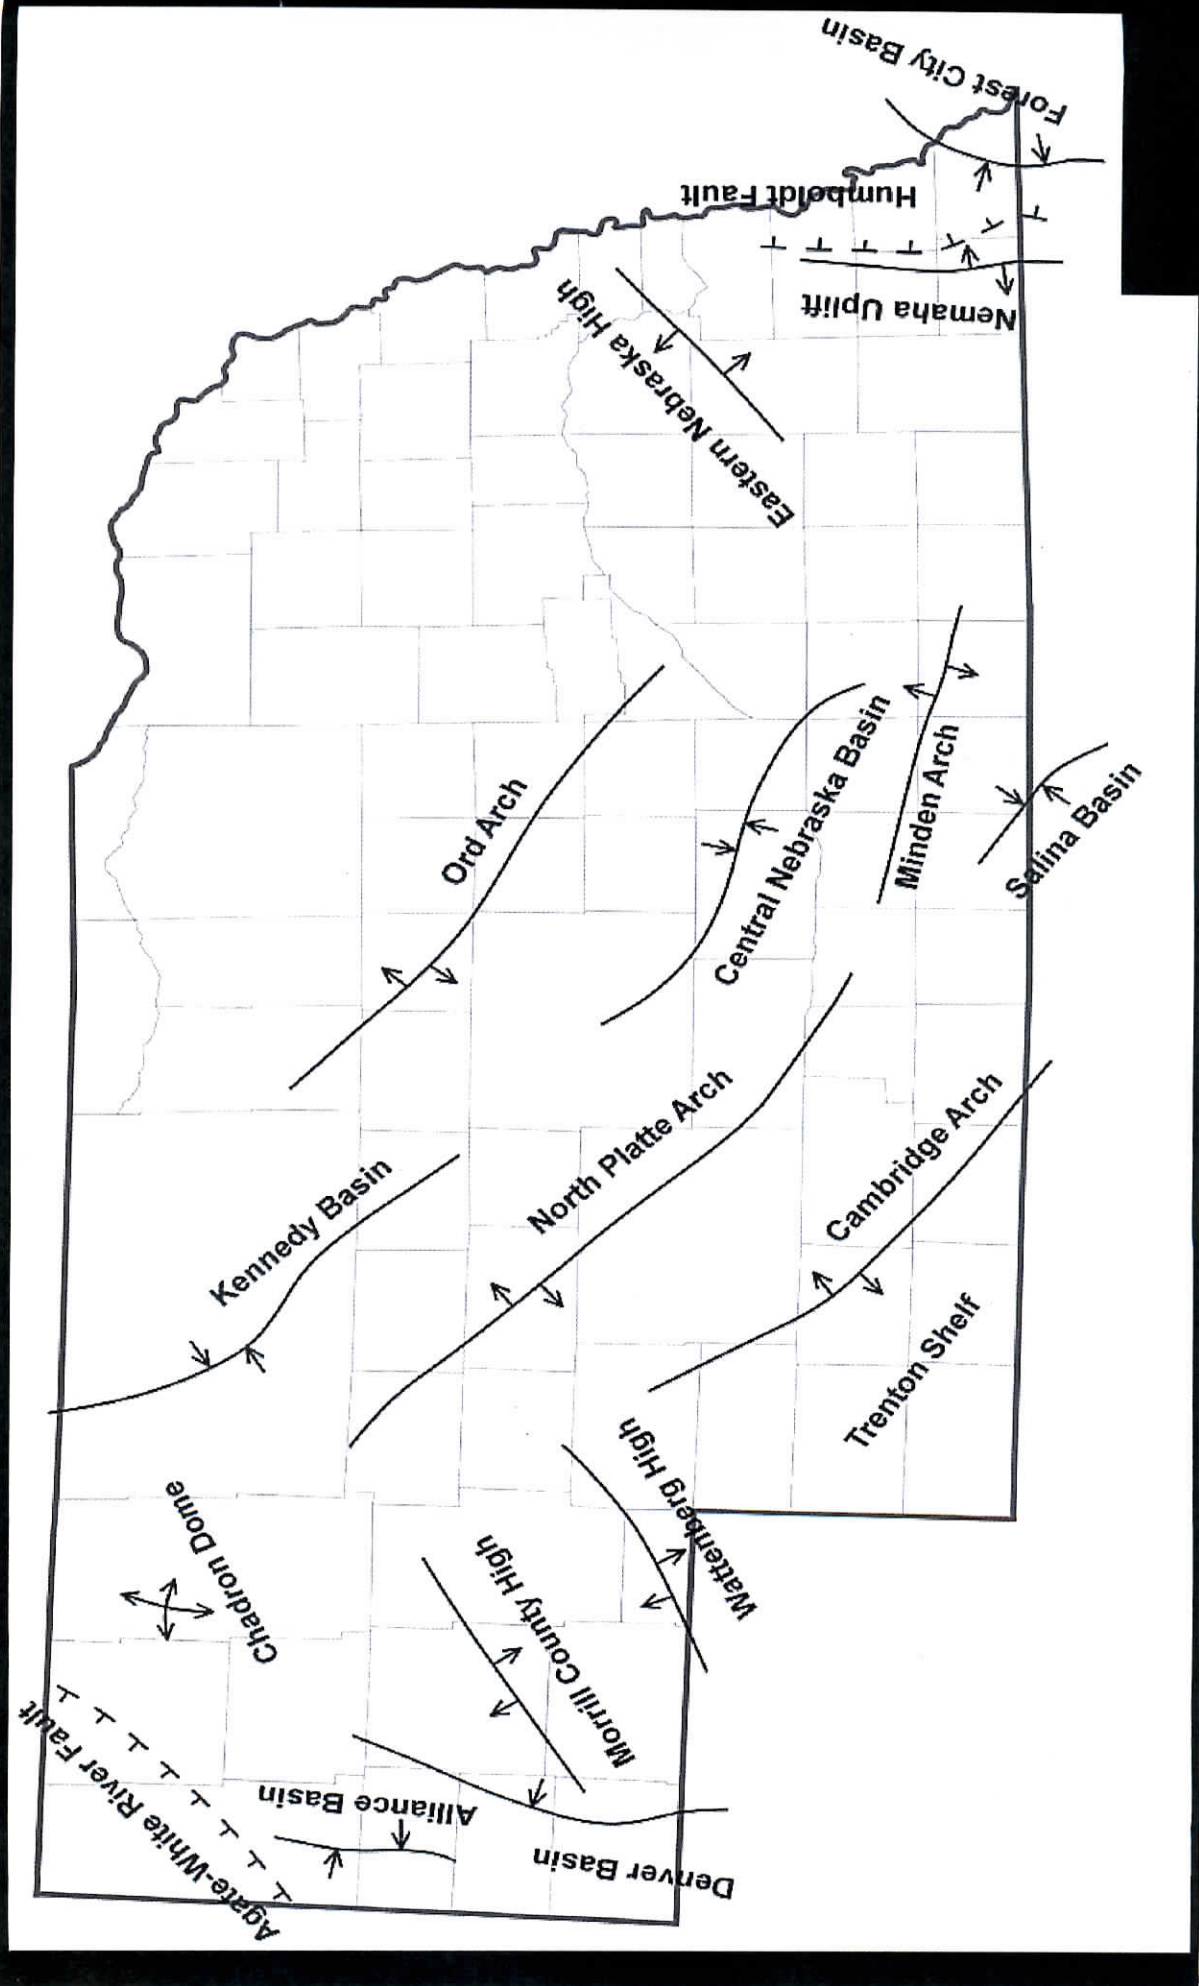 Agate-White River Fault
Chadron Dome
Alliance Basin
Denver Basin
Morrill County High
Wattenberg High
Kennedy Basin
North Platte Arch
Trenton Shelf
Cambridge Arch
Ord Arch
Central Nebraska Basin
Minden Arch
Salina Basin
Eastern Nebraska High
Nemaha Uplift
Humboldt Fault
Forest City Basin